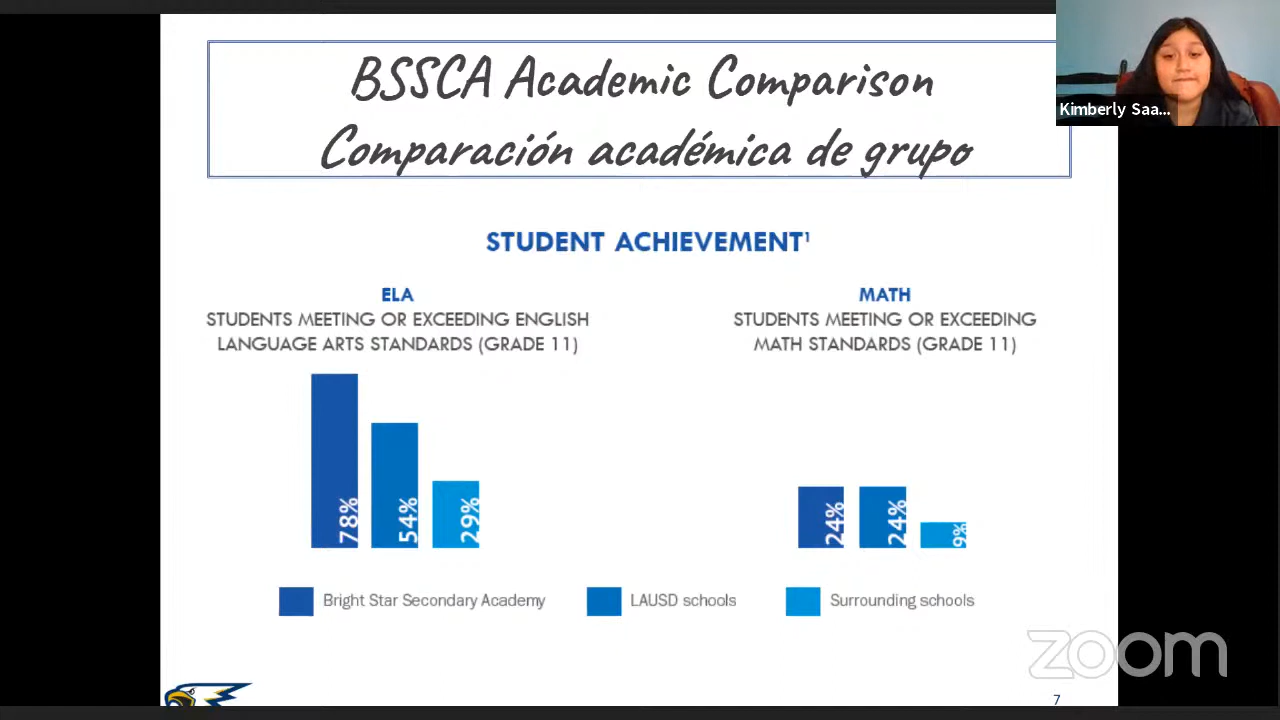 BSSCA Academic Comparison
Comparación académica de grupo
Kimberly Saa...
STUDENT ACHIEVEMENT¹
ELA
STUDENTS MEETING OR EXCEEDING ENGLISH
LANGUAGE ARTS STANDARDS (GRADE 11)
78%
54%
29%
MATH
STUDENTS MEETING OR EXCEEDING
MATH STANDARDS (GRADE 11)
24%
24%
9%
Bright Star Secondary Academy
LAUSD schools
Surrounding schools
zoom
7